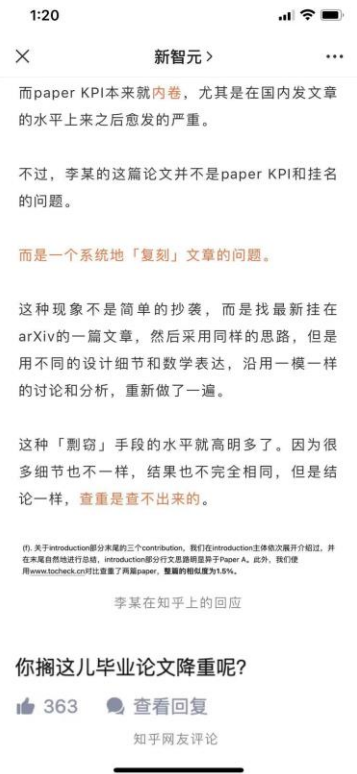 1:20
新智元
而paper KPI本来就内卷，尤其是在国内发文章
的水平上来之后愈发的严重。
不过，李某的这篇论文并不是paper KPI和挂名
的问题。
而是一个系统地「复刻」文章的问题。
这种现象不是简单的抄袭，而是找最新挂在
arXiv的一篇文章，然后采用同样的思路，但是
用不同的设计细节和数学表达，沿用一模一样
的讨论和分析，重新做了一遍。
这种「剽窃」手段的水平就高明多了。因为很
多细节也不一样，结果也不完全相同，但是结
论一样，查重是查不出来的。
(f). 关于introduction部分末尾的三个contribution，我们在introduction主体依次展开介绍过，并
在末尾自然地进行总结，introduction部分行文思路明显异于Paper A。此外，我们使
用www.tocheck.cn对比查重了两篇paper，整篇的相似度为1.5%。
李某在知乎上的回应
你搁这儿毕业论文降重呢?
363 查看回复
知乎网友评论